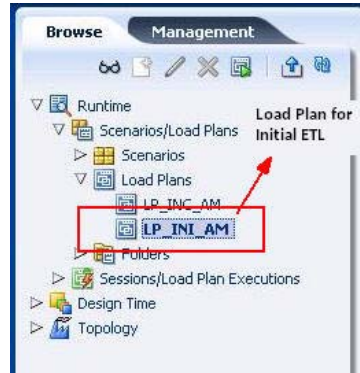 Browse Management
Runtime
Load Plan for
Scenarios/Load Plans
Initial ETL
Scenarios
Load Plans
LP_INC_AM
LP_INI_AM
Folders
Sessions/Load Plan Executions
Design Time
Topology